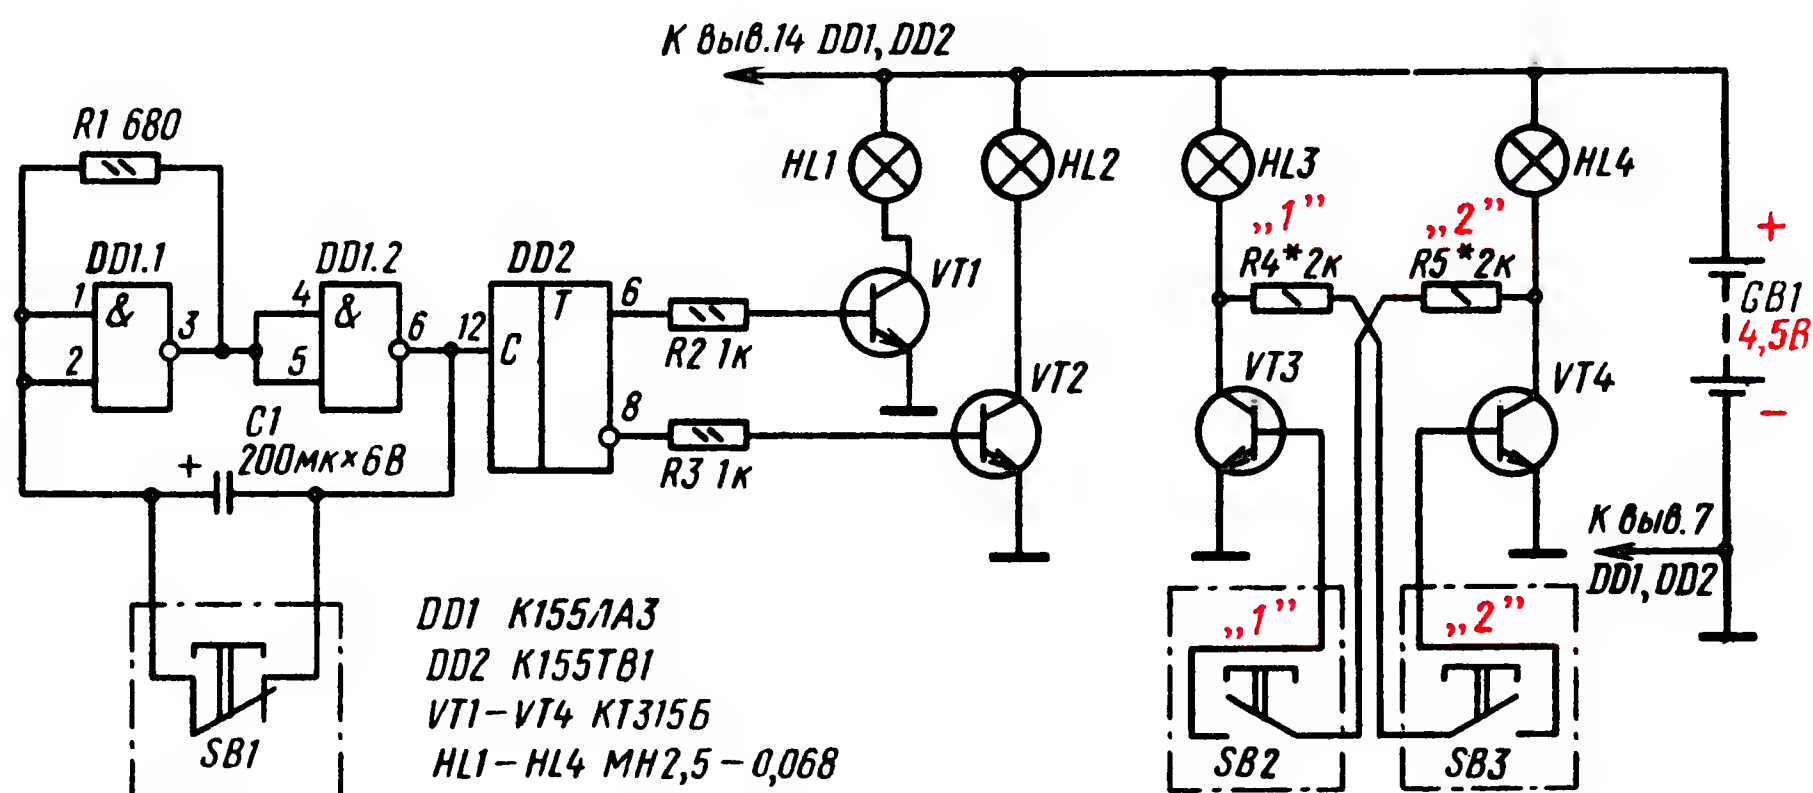 К выв.14 DD1, DD2
R1 680
HL1
HL2
HL3
HL4
„1”
„2”
R4* 2к
R5* 2к
+
GB1
4,5В
−
DD1.1
DD1.2
DD2
1
2
&
3
4
5
&
6
12
C
T
6
8
R2 1к
R3 1к
VT1
VT2
VT3
VT4
C1
200мк×6В
+
К выв.7
DD1, DD2
SB1
„1”
„2”
SB2
SB3
DD1 К155ЛА3
DD2 К155ТВ1
VT1–VT4 КТ315Б
HL1–HL4 МН2,5–0,068